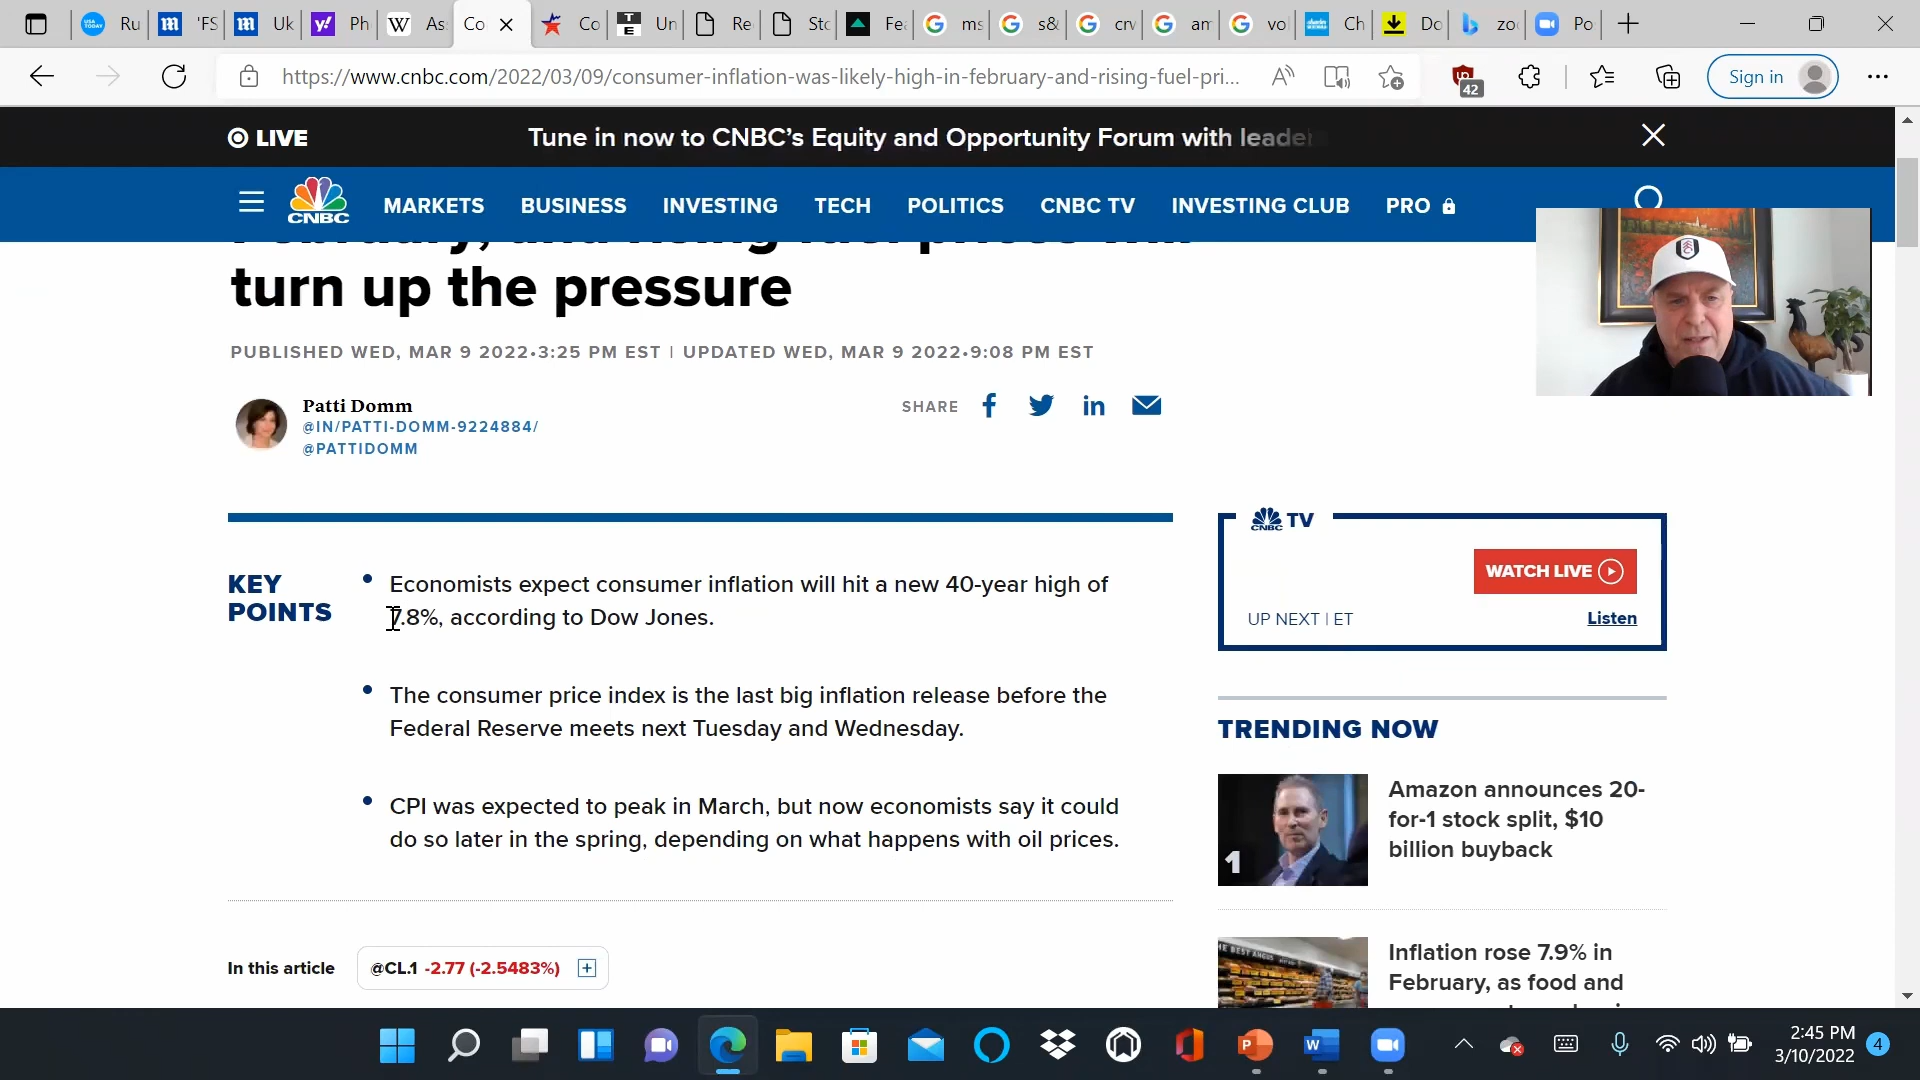 Ru
'FS
Uk
Ph
As
Co
Co
Un
Re
Stc
Fe
ms
s&
crv
am
vo
Ch
Do
zo
Po
https://www.cnbc.com/2022/03/09/consumer-inflation-was-likely-high-in-february-and-rising-fuel-pri...
42
Sign in
LIVE
Tune in now to CNBC's Equity and Opportunity Forum with leader
CNBC
MARKETS
BUSINESS
INVESTING
TECH
POLITICS
CNBC TV
INVESTING CLUB
PRO
February, and rising fuel prices will
turn up the pressure
PUBLISHED WED, MAR 9 2022•3:25 PM EST | UPDATED WED, MAR 9 2022•9:08 PM EST
Patti Domm
@IN/PATTI-DOMM-9224884/
@PATTIDOMM
SHARE
KEY
POINTS
Economists expect consumer inflation will hit a new 40-year high of
7.8%, according to Dow Jones.
The consumer price index is the last big inflation release before the
Federal Reserve meets next Tuesday and Wednesday.
CPI was expected to peak in March, but now economists say it could
do so later in the spring, depending on what happens with oil prices.
In this article
@CL.1 -2.77 (-2.5483%)
CNBC TV
WATCH LIVE
UP NEXT | ET
Listen
TRENDING NOW
1
Amazon announces 20-
for-1 stock split, $10
billion buyback
Inflation rose 7.9% in
February, as food and
2:45 PM
3/10/2022
4